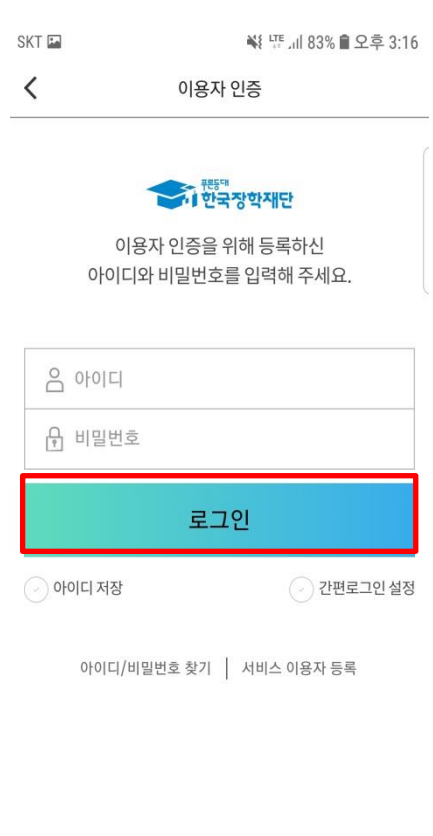 SKT LTE 83% 오후 3:16
이용자 인증
푸른등대
한국장학재단
이용자 인증을 위해 등록하신
아이디와 비밀번호를 입력해 주세요.
아이디
비밀번호
로그인
아이디 저장 간편로그인 설정
아이디/비밀번호 찾기 | 서비스 이용자 등록